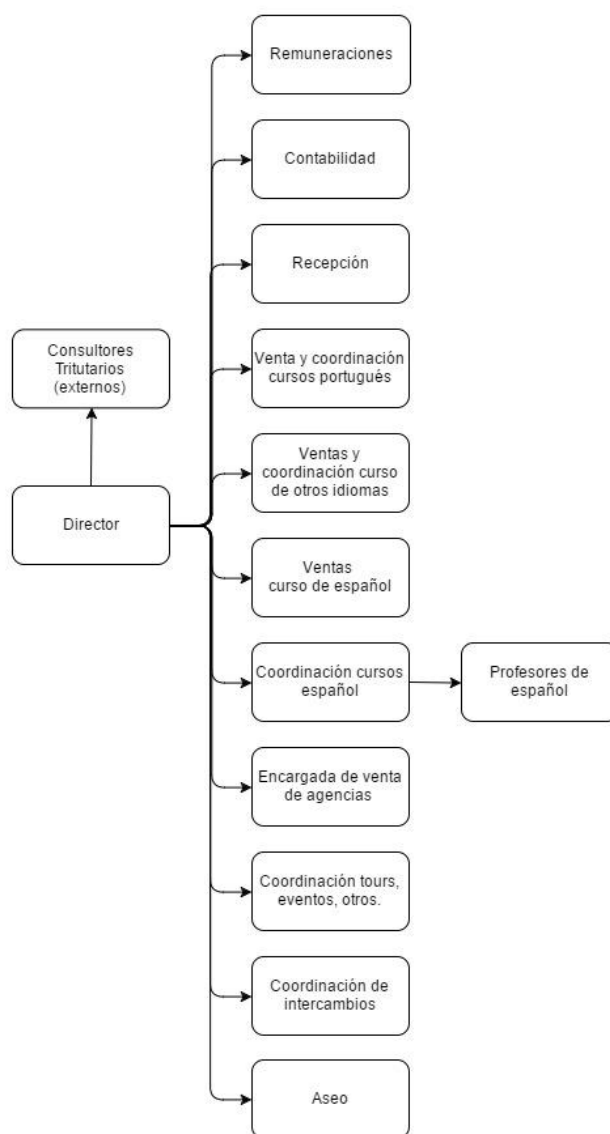 Remuneraciones
Contabilidad
Recepción
Consultores
Tritutarios
(externos)
Venta y coordinación
cursos portugués
Ventas y
coordinación curso
de otros idiomas
Director
Ventas
curso de español
Coordinación cursos
español
Profesores de
español
Encargada de venta
de agencias
Coordinación tours,
eventos, otros.
Coordinación de
intercambios
Aseo